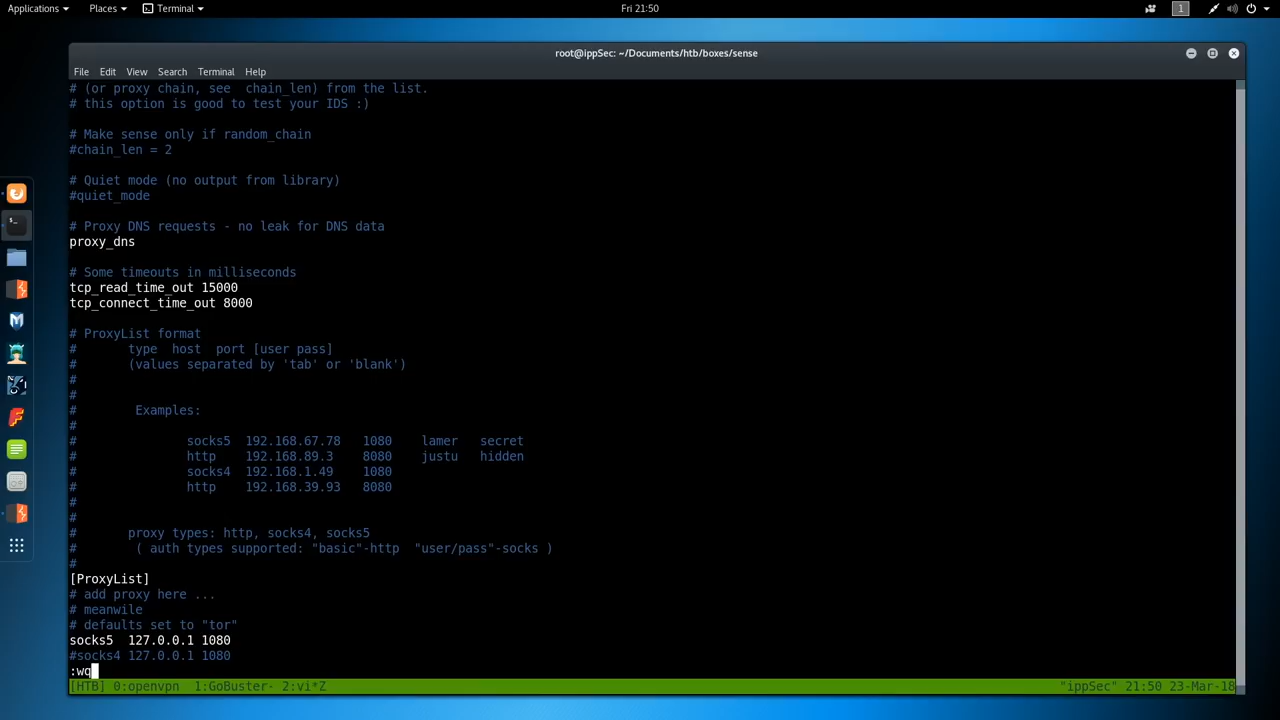 Applications Places Terminal Fri 21:50 1
root@ippSec: ~/Documents/htb/boxes/sense
File Edit View Search Terminal Help
# (or proxy chain, see  chain_len) from the list.
# this option is good to test your IDS :)
# Make sense only if random_chain
#chain_len = 2
# Quiet mode (no output from library)
#quiet_mode
# Proxy DNS requests - no leak for DNS data
proxy_dns
# Some timeouts in milliseconds
tcp_read_time_out 15000
tcp_connect_time_out 8000
# ProxyList format
#       type  host  port [user pass]
#       (values separated by 'tab' or 'blank')
#
#
#        Examples:
#
#               socks5  192.168.67.78   1080    lamer   secret
#               http    192.168.89.3    8080    justu   hidden
#               socks4  192.168.1.49    1080
#               http    192.168.39.93   8080
#
#
#       proxy types: http, socks4, socks5
#        ( auth types supported: "basic"-http  "user/pass"-socks )
#
[ProxyList]
# add proxy here ...
# meanwile
# defaults set to "tor"
socks5  127.0.0.1 1080
#socks4 127.0.0.1 1080
:wq
[HTB] 0:openvpn  1:GoBuster- 2:vi*Z "ippSec" 21:50 23-Mar-18